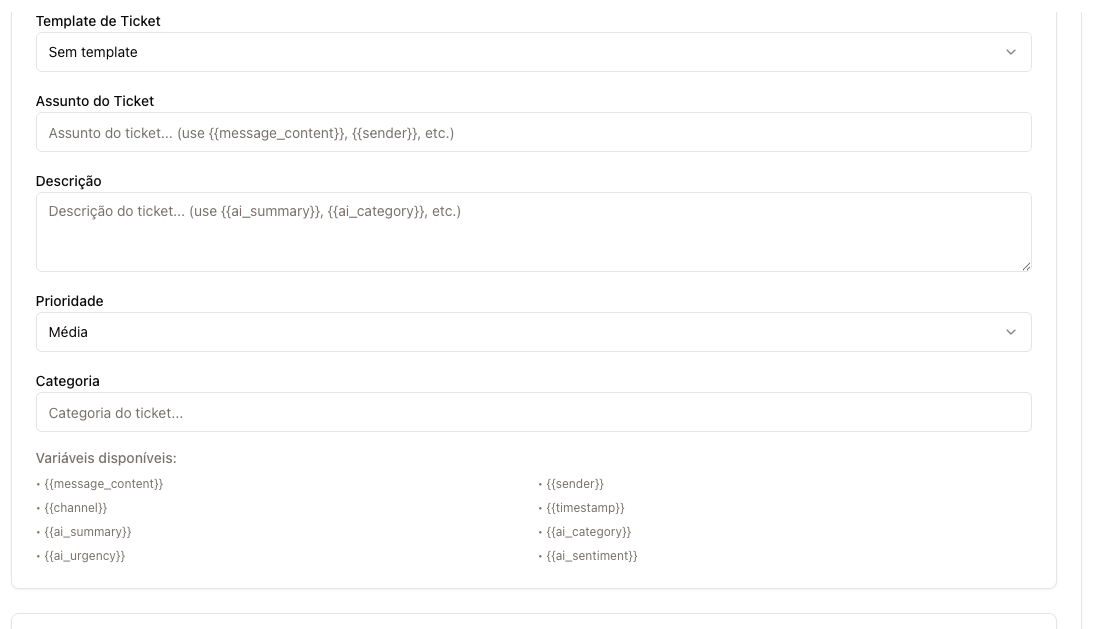 Template de Ticket
Sem template
Assunto do Ticket
Assunto do ticket... (use {{message_content}}, {{sender}}, etc.)
Descrição
Descrição do ticket... (use {{ai_summary}}, {{ai_category}}, etc.)
Prioridade
Média
Categoria
Categoria do ticket...
Variáveis disponíveis:
• {{message_content}}
• {{sender}}
• {{channel}}
• {{timestamp}}
• {{ai_summary}}
• {{ai_category}}
• {{ai_urgency}}
• {{ai_sentiment}}